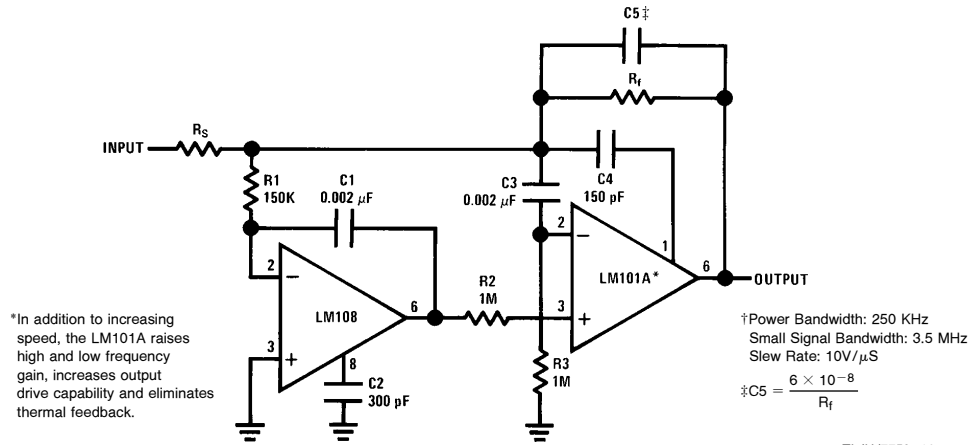 C5‡
Rf
RS
INPUT
R1
150K
C1
0.002 μF
C3
0.002 μF
C4
150 pF
2
1
2
LM101A*
6
OUTPUT
R2
1M
LM108
6
3
3
8
R3
1M
C2
300 pF
*In addition to increasing
speed, the LM101A raises
high and low frequency
gain, increases output
drive capability and eliminates
thermal feedback.
†Power Bandwidth: 250 KHz
Small Signal Bandwidth: 3.5 MHz
Slew Rate: 10V/μS
‡C5 = 6 × 10−8
Rf